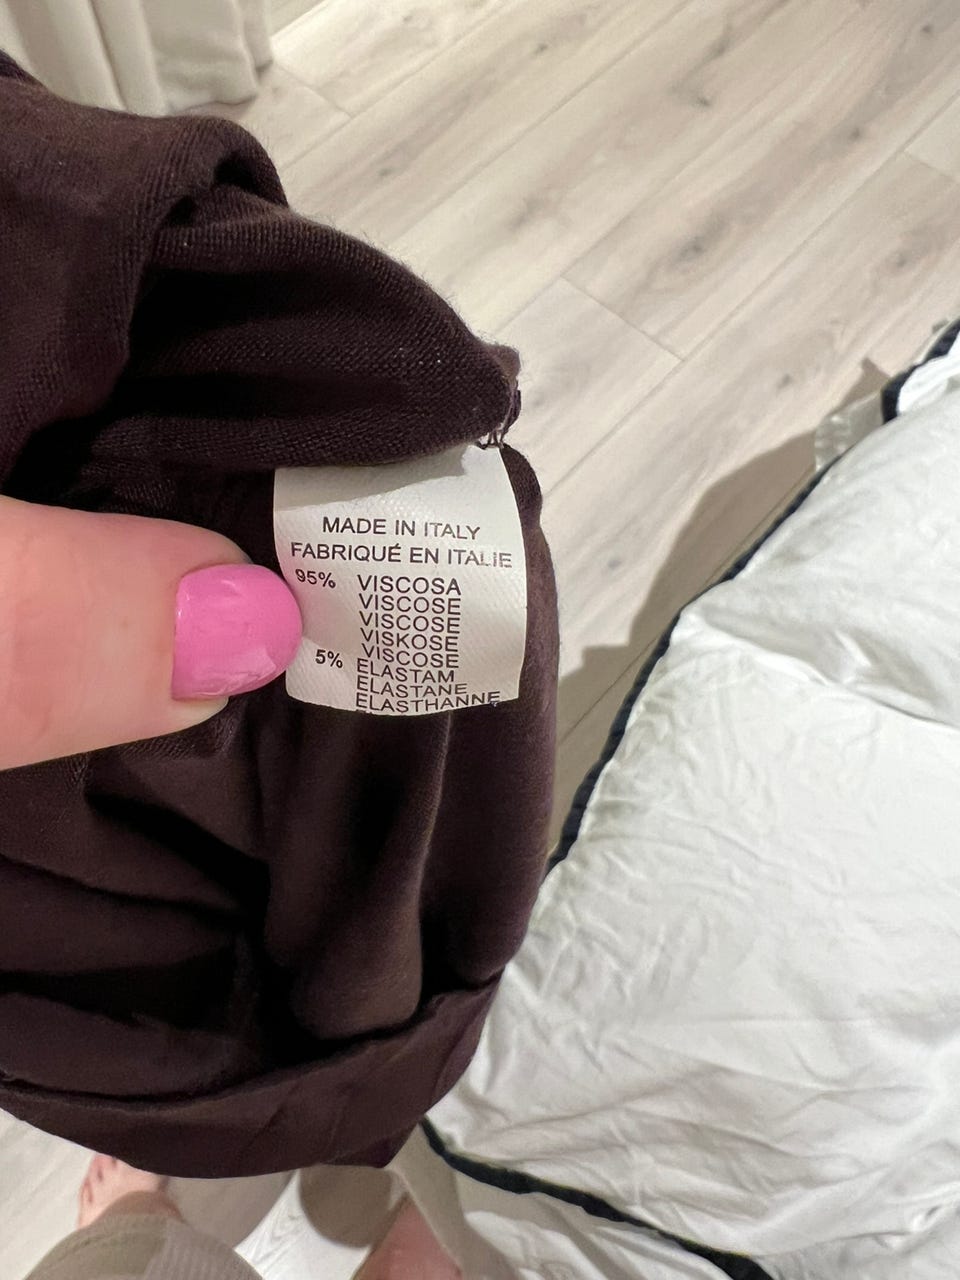 MADE IN ITALY
FABRIQUÉ EN ITALIE
95% VISCOSA
VISCOSE
VISCOSE
VISKOSE
5% VISCOSE
ELASTAM
ELASTANE
ELASTHANNE